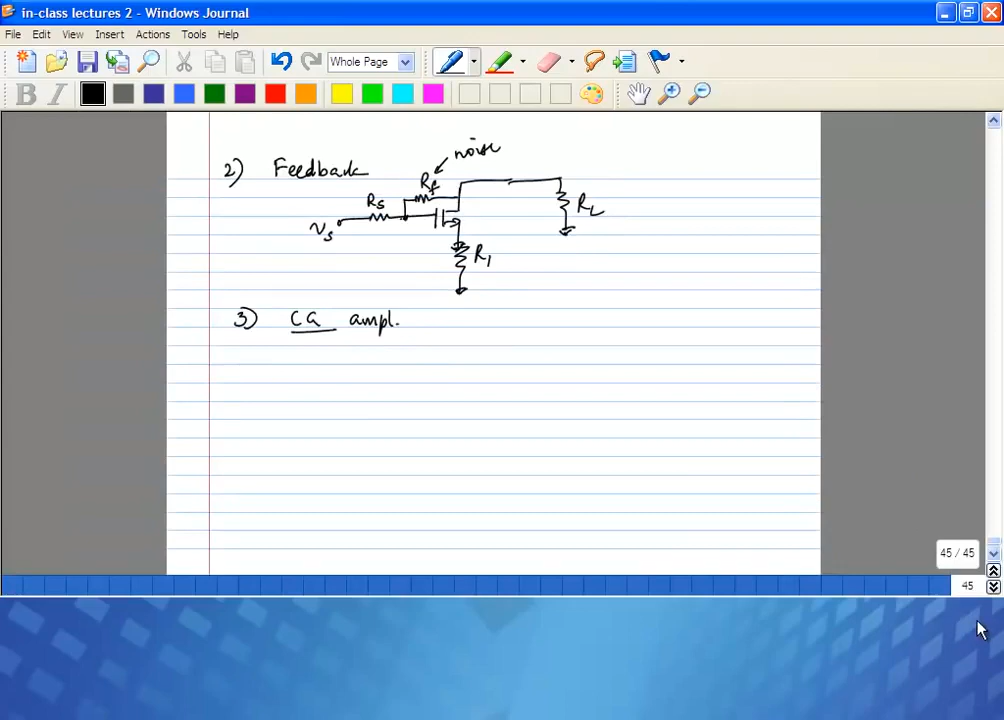 in-class lectures 2 - Windows Journal
File Edit View Insert Actions Tools Help
Whole Page
B I
noise
2) Feedback
Rf
Rs
Vs
RL
R1
3) CG ampl.
45 / 45
45